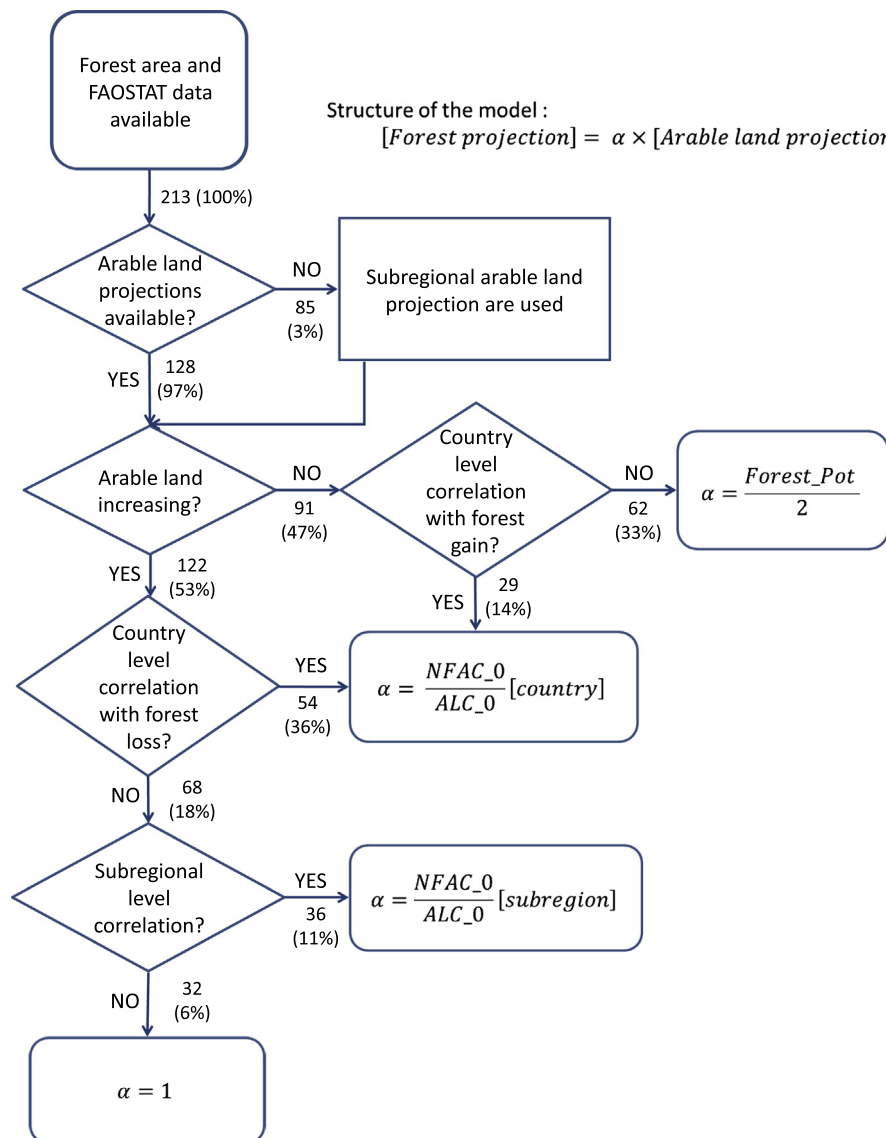 Forest area and
FAOSTAT data
available
Structure of the model :
[Forest projection] = α × [Arable land projection
213 (100%)
Arable land
projections
available?
NO
85
(3%)
Subregional arable land
projection are used
YES
128
(97%)
Arable land
increasing?
NO
91
(47%)
Country
level
correlation
with forest
gain?
NO
62
(33%)
α = Forest_Pot
2
YES
122
(53%)
YES
29
(14%)
Country
level
correlation
with forest
loss?
YES
54
(36%)
α = NFAC_0
ALC_0 [country]
NO
68
(18%)
Subregional
level
correlation?
YES
36
(11%)
α = NFAC_0
ALC_0 [subregion]
NO
32
(6%)
α = 1